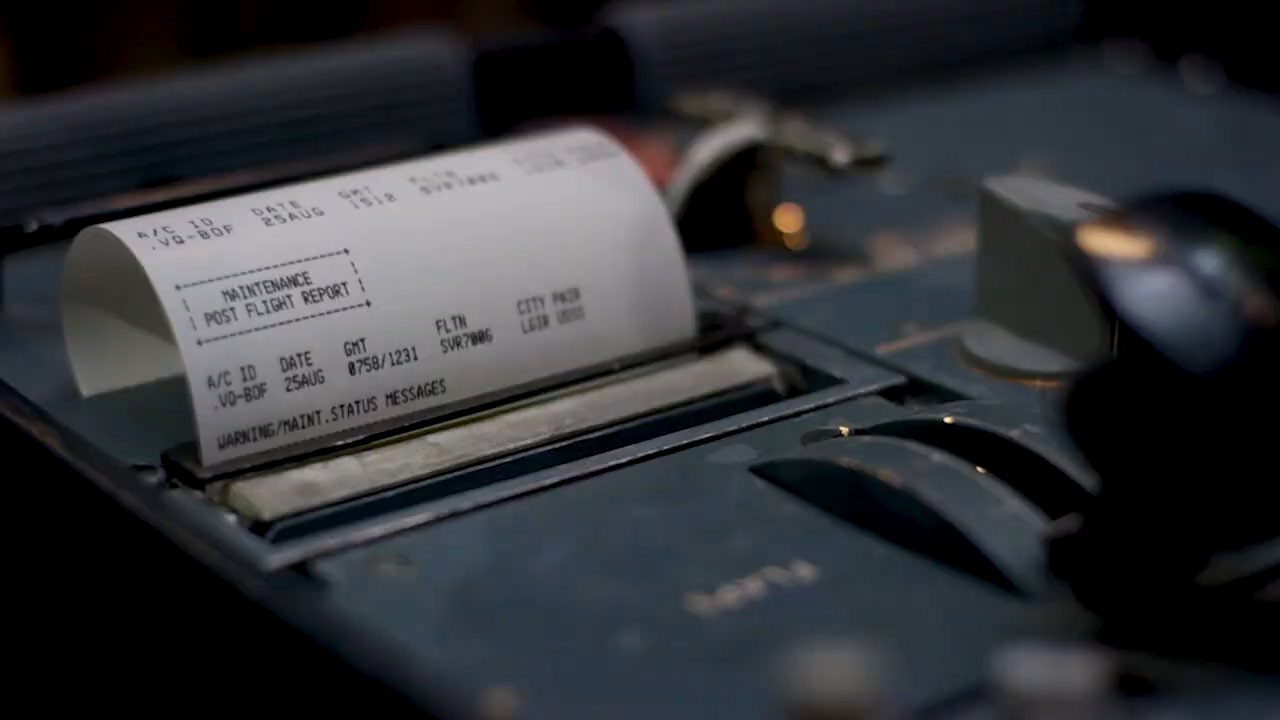 A/C ID DATE GMT FLTN
.VQ-BOF 25AUG 1512
MAINTENANCE
POST FLIGHT REPORT
A/C ID DATE GMT FLTN CITY PAIR
.VQ-BOF 25AUG 0758/1231 SVR7006 LGIR
WARNING/MAINT.STATUS MESSAGES